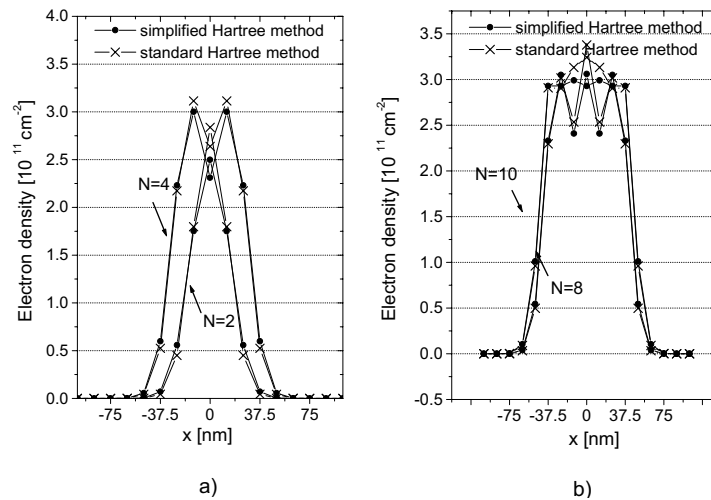 simplified Hartree method
standard Hartree method
4.0
3.5
3.0
2.5
2.0
1.5
1.0
0.5
0.0
Electron density [10 ¹¹ cm⁻²]
N=4
N=2
-75 -37.5 0 37.5 75
x [nm]
a)
simplified Hartree method
standard Hartree method
3.5
3.0
2.5
2.0
1.5
1.0
0.5
0.0
-0.5
Electron density [10 ¹¹ cm⁻²]
N=10
N=8
-75 -37.5 0 37.5 75
x [nm]
b)